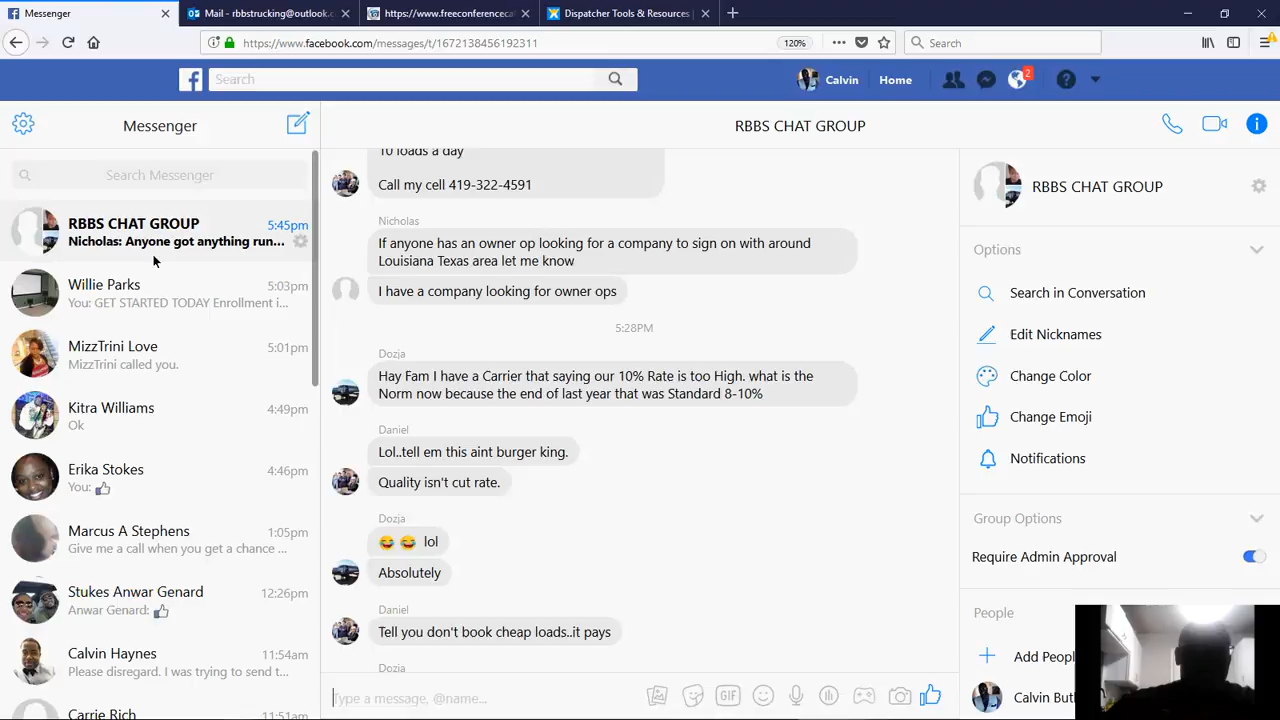 Messenger
Mail - rbbstrucking@outlook.c
https://www.freeconferenceca
Dispatcher Tools & Resources |
https://www.facebook.com/messages/t/1672138456192311
120%
Search
Search
Calvin
Home
2
Messenger
RBBS CHAT GROUP
Search Messenger
RBBS CHAT GROUP
5:45pm
Nicholas: Anyone got anything run...
Willie Parks
5:03pm
You: GET STARTED TODAY Enrollment i...
MizzTrini Love
5:01pm
MizzTrini called you.
Kitra Williams
4:49pm
Ok
Erika Stokes
4:46pm
You:
Marcus A Stephens
1:05pm
Give me a call when you get a chance ...
Stukes Anwar Genard
12:26pm
Anwar Genard:
Calvin Haynes
11:54am
Please disregard. I was trying to send t...
Carrie Rich
11:51am
10 loads a day
Call my cell 419-322-4591
Nicholas
If anyone has an owner op looking for a company to sign on with around
Louisiana Texas area let me know
I have a company looking for owner ops
5:28PM
Dozja
Hay Fam I have a Carrier that saying our 10% Rate is too High. what is the
Norm now because the end of last year that was Standard 8-10%
Daniel
Lol..tell em this aint burger king.
Quality isn't cut rate.
Dozja
😂 😂 lol
Absolutely
Daniel
Tell you don't book cheap loads..it pays
Dozja
Type a message, @name...
GIF
RBBS CHAT GROUP
Options
Search in Conversation
Edit Nicknames
Change Color
Change Emoji
Notifications
Group Options
Require Admin Approval
People
Add Peopl
Calvin But